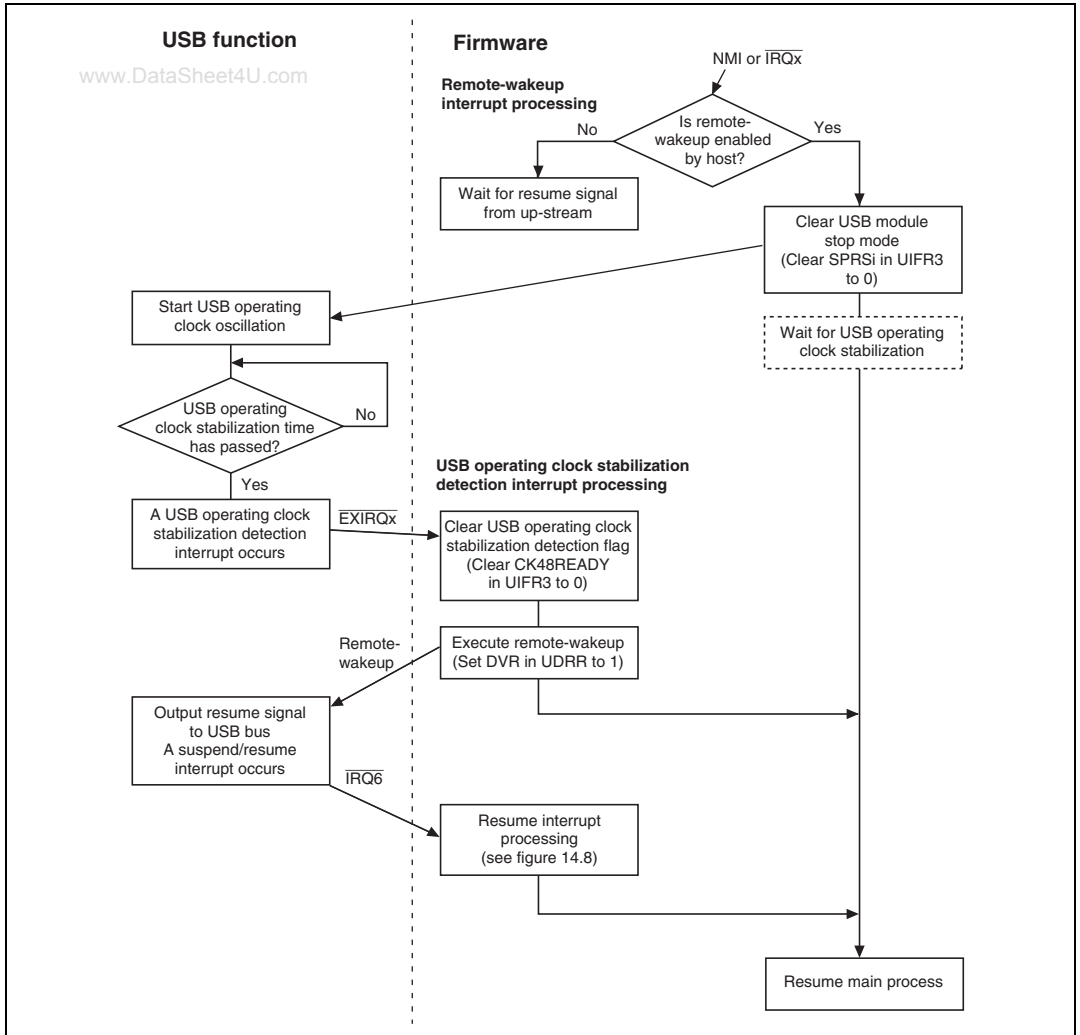 USB function
www.DataSheet4U.com
Firmware
Remote-wakeup
interrupt processing
NMI or IRQx
Is remote-
wakeup enabled
by host?
No
Yes
Wait for resume signal
from up-stream
Clear USB module
stop mode
(Clear SPRSi in UIFR3
to 0)
Start USB operating
clock oscillation
Wait for USB operating
clock stabilization
USB operating
clock stabilization time
has passed?
No
Yes
USB operating clock stabilization
detection interrupt processing
A USB operating clock
stabilization detection
interrupt occurs
EXIRQx
Clear USB operating clock
stabilization detection flag
(Clear CK48READY
in UIFR3 to 0)
Remote-
wakeup
Execute remote-wakeup
(Set DVR in UDRR to 1)
Output resume signal
to USB bus
A suspend/resume
interrupt occurs
IRQ6
Resume interrupt
processing
(see figure 14.8)
Resume main process